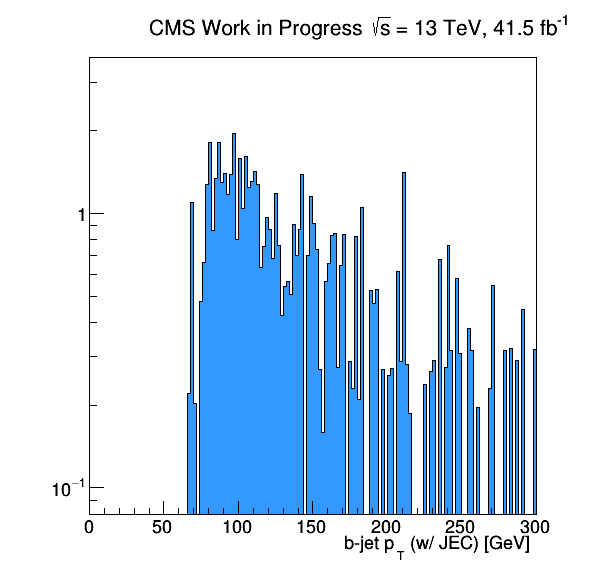 CMS Work in Progress √s = 13 TeV, 41.5 fb⁻¹
1
10⁻¹
0 50 100 150 200 250 300
b-jet p_T (w/ JEC) [GeV]